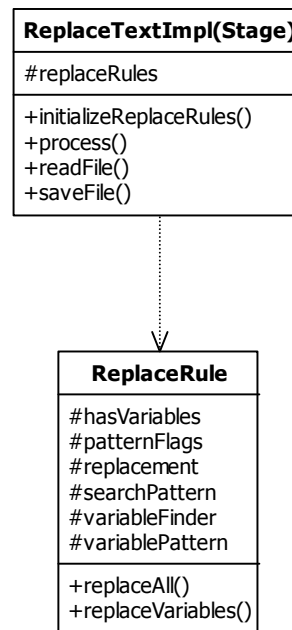 ReplaceTextImpl(Stage)
#replaceRules
+initializeReplaceRules()
+process()
+readFile()
+saveFile()
ReplaceRule
#hasVariables
#patternFlags
#replacement
#searchPattern
#variableFinder
#variablePattern
+replaceAll()
+replaceVariables()